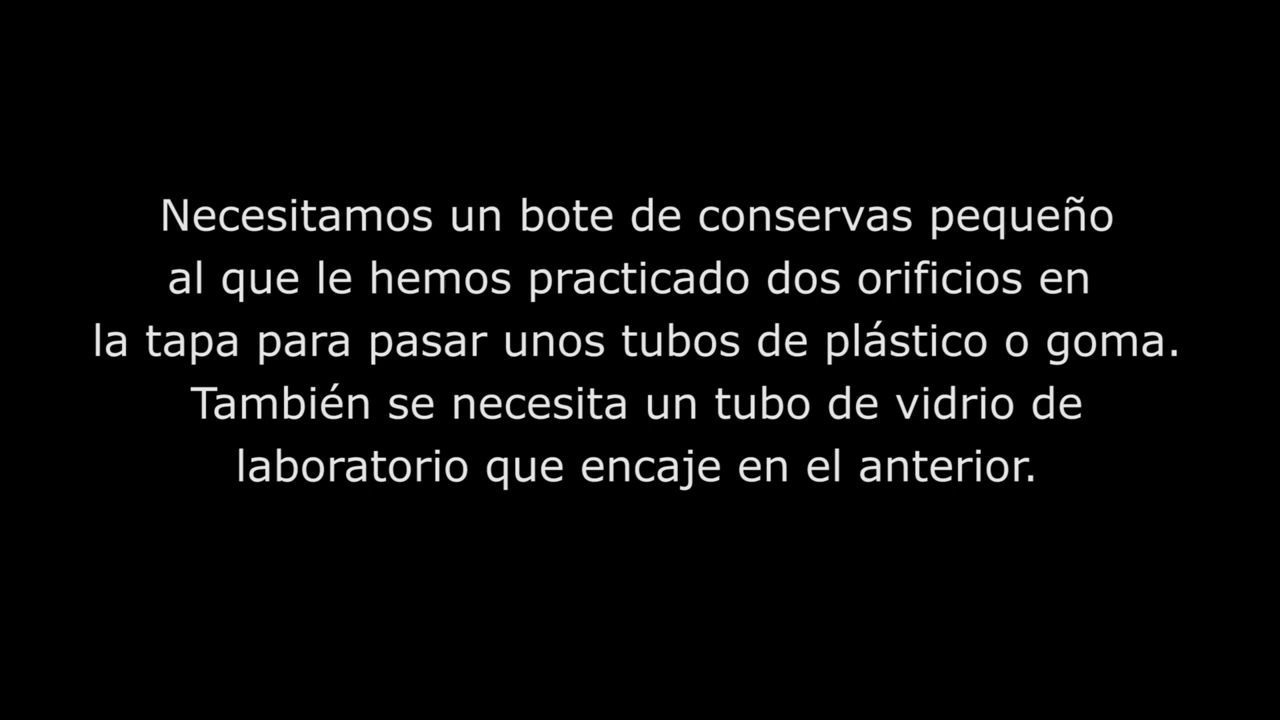 Necesitamos un bote de conservas pequeño
al que le hemos practicado dos orificios en
la tapa para pasar unos tubos de plástico o goma.
También se necesita un tubo de vidrio de
laboratorio que encaje en el anterior.